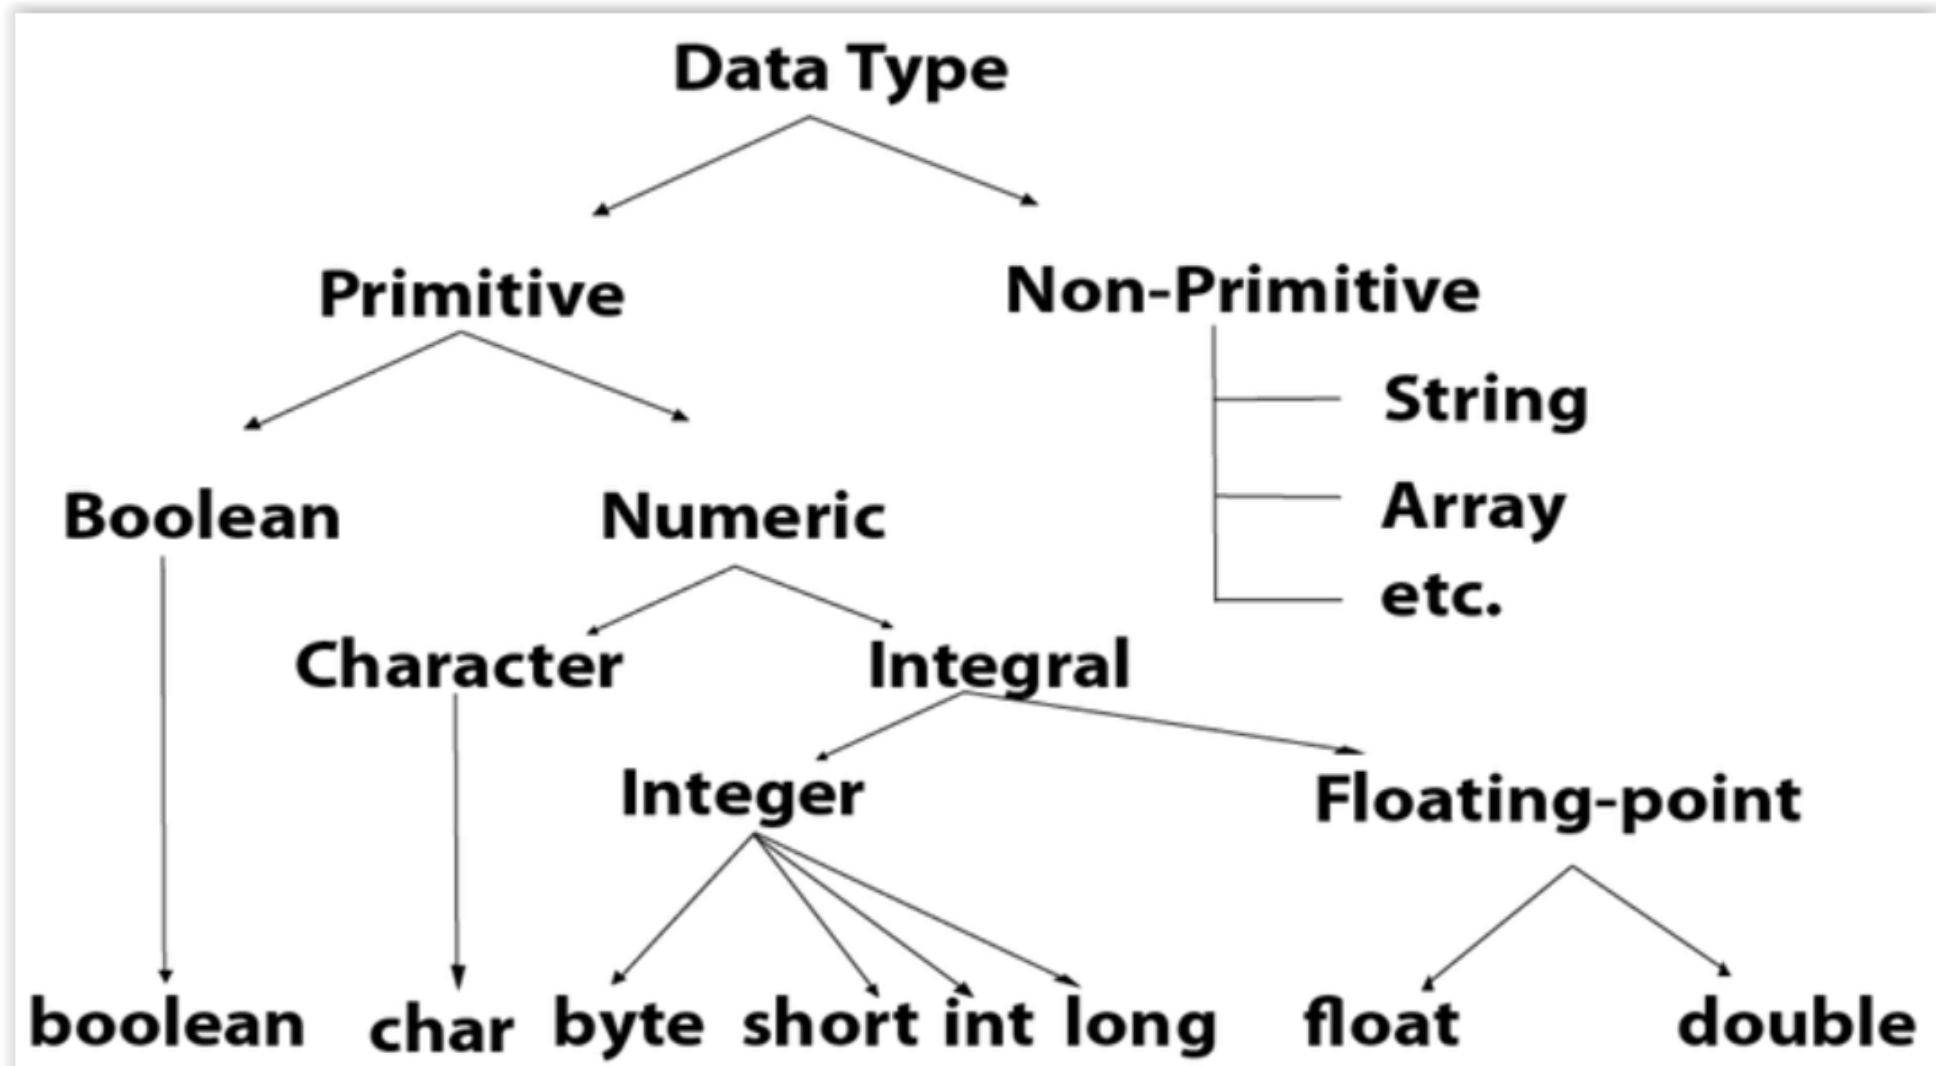 Data Type
Primitive
Non-Primitive
String
Array
etc.
Boolean
Numeric
Character
Integral
Integer
Floating-point
boolean
char
byte
short
int
long
float
double